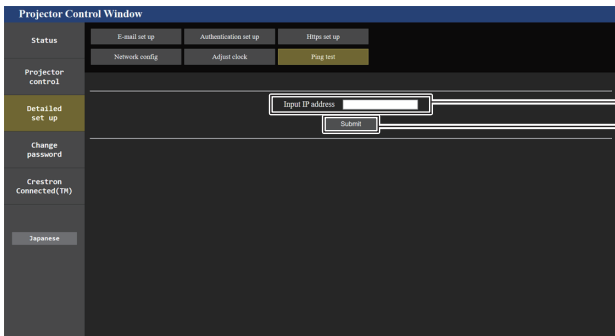 Projector Control Window
Status
E-mail set up
Authentication set up
Https set up
Network config
Adjust clock
Ping test
Projector
control
Detailed
set up
Input IP address
Submit
Change
password
Crestron
Connected(TM)
Japanese